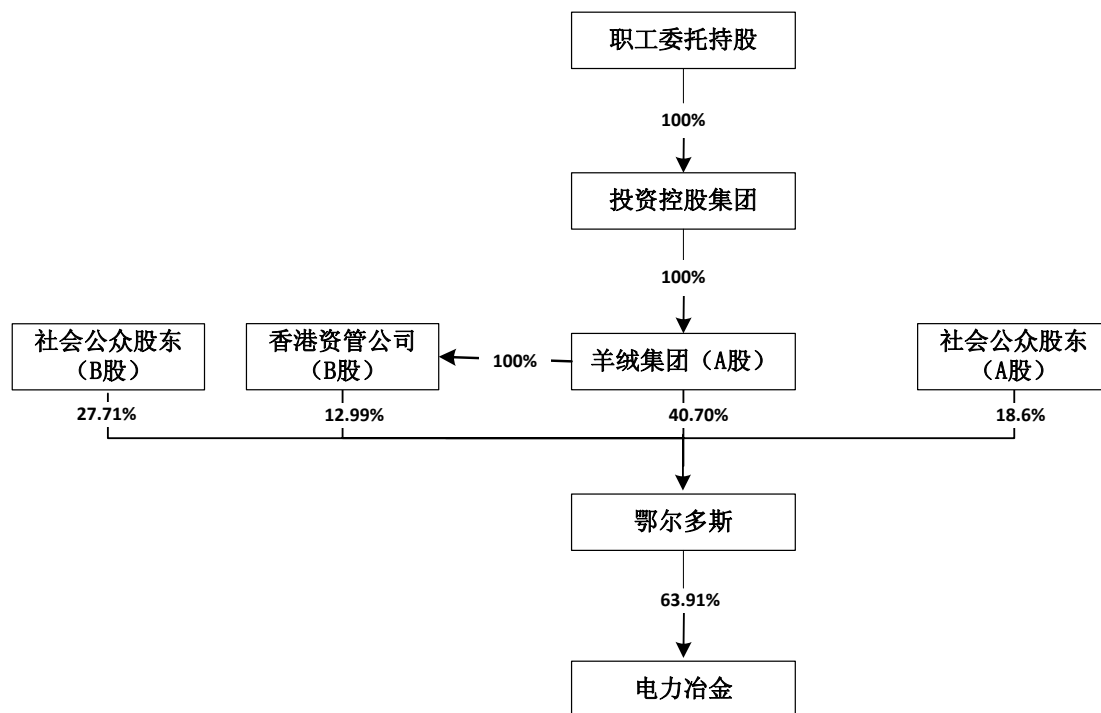 职工委托持股
100%
投资控股集团
100%
社会公众股东
（B股）
香港资管公司
（B股）
100%
羊绒集团（A股）
社会公众股东
（A股）
27.71%
12.99%
40.70%
18.6%
鄂尔多斯
63.91%
电力冶金